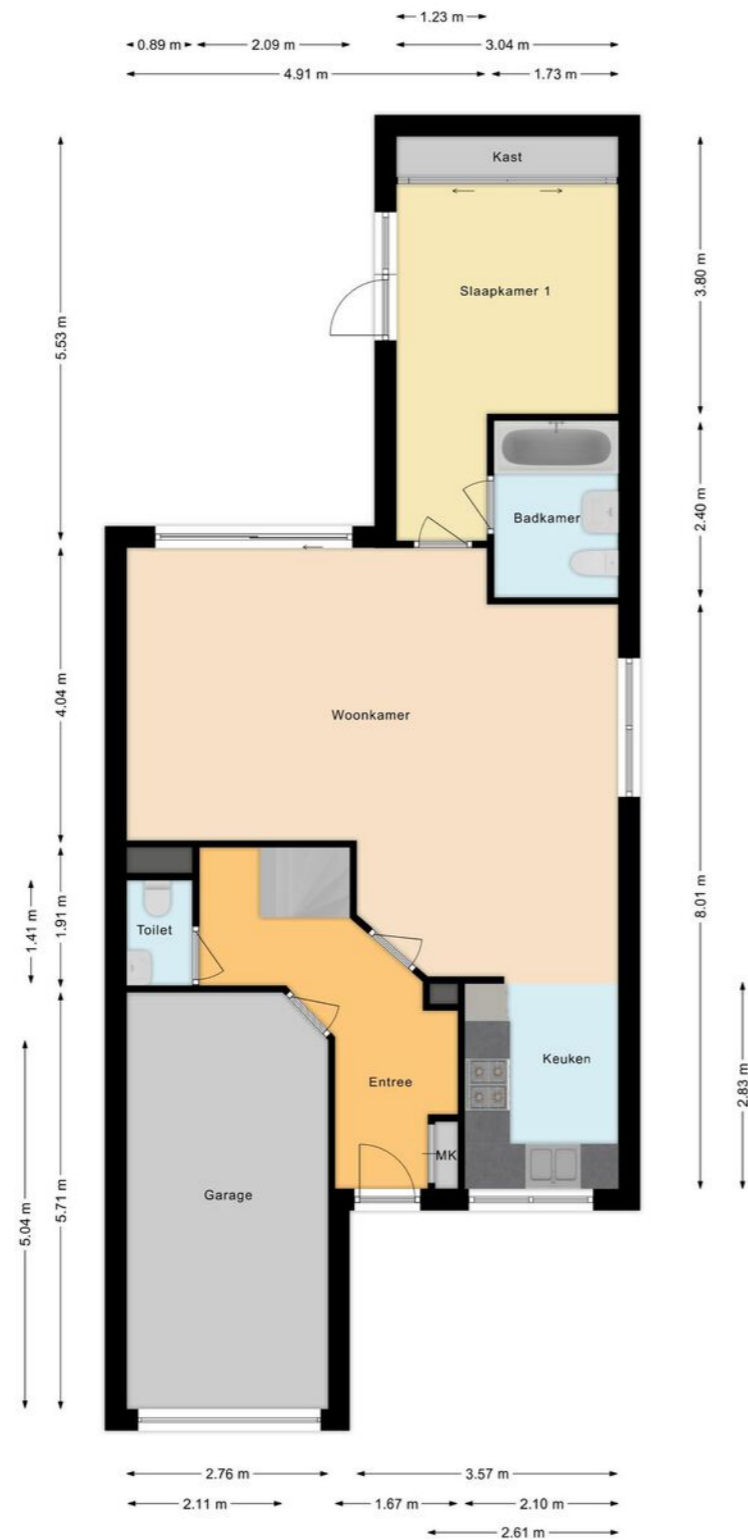 1.23 m
0.89 m
2.09 m
3.04 m
4.91 m
1.73 m
Kast
3.80 m
Slaapkamer 1
5.53 m
2.40 m
Badkamer
4.04 m
Woonkamer
8.01 m
1.91 m
1.41 m
Toilet
Keuken
2.83 m
Entree
MK
Garage
5.71 m
5.04 m
2.76 m
3.57 m
2.11 m
1.67 m
2.10 m
2.61 m